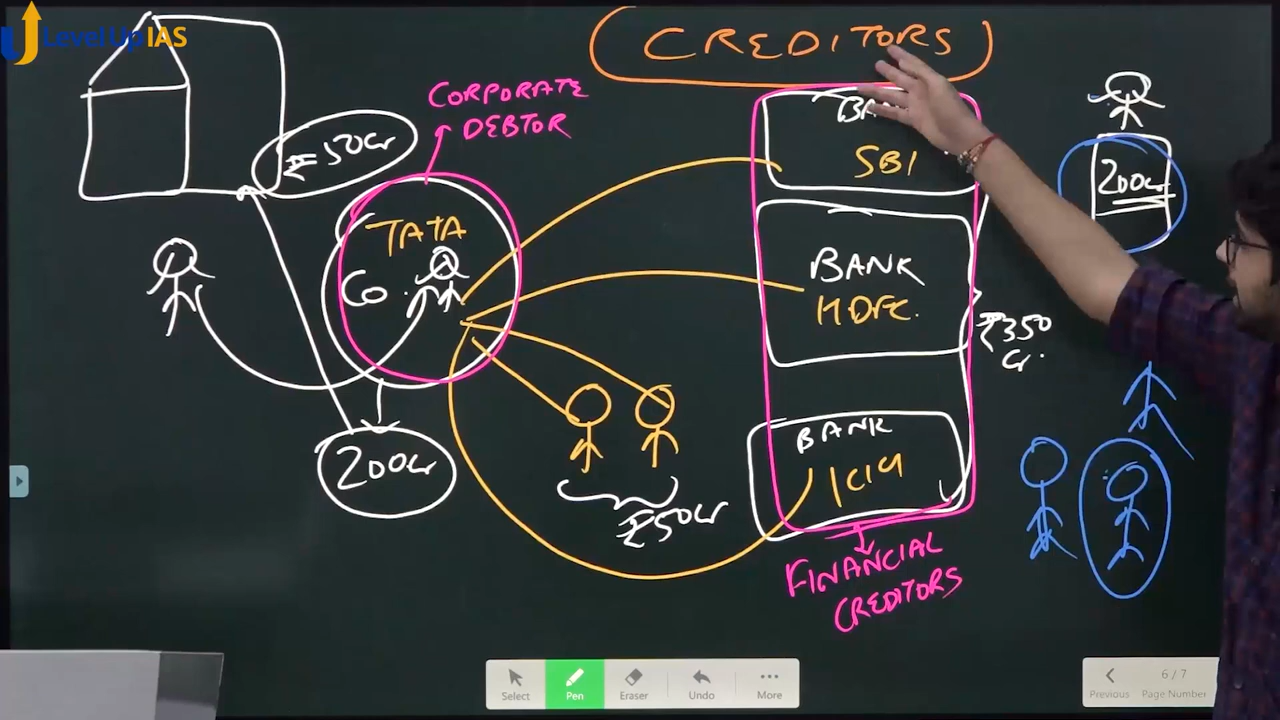 Level Up IAS
CREDITORS
CORPORATE
DEBTOR
₹50Cr
TATA
Co.
200Cr
₹50Cr
SBI
BANK
HDFC.
BANK
ICICI
₹350
Cr.
FINANCIAL
CREDITORS
200Cr
Select
Pen
Eraser
Undo
More
Previous
6 / 7
Page Number